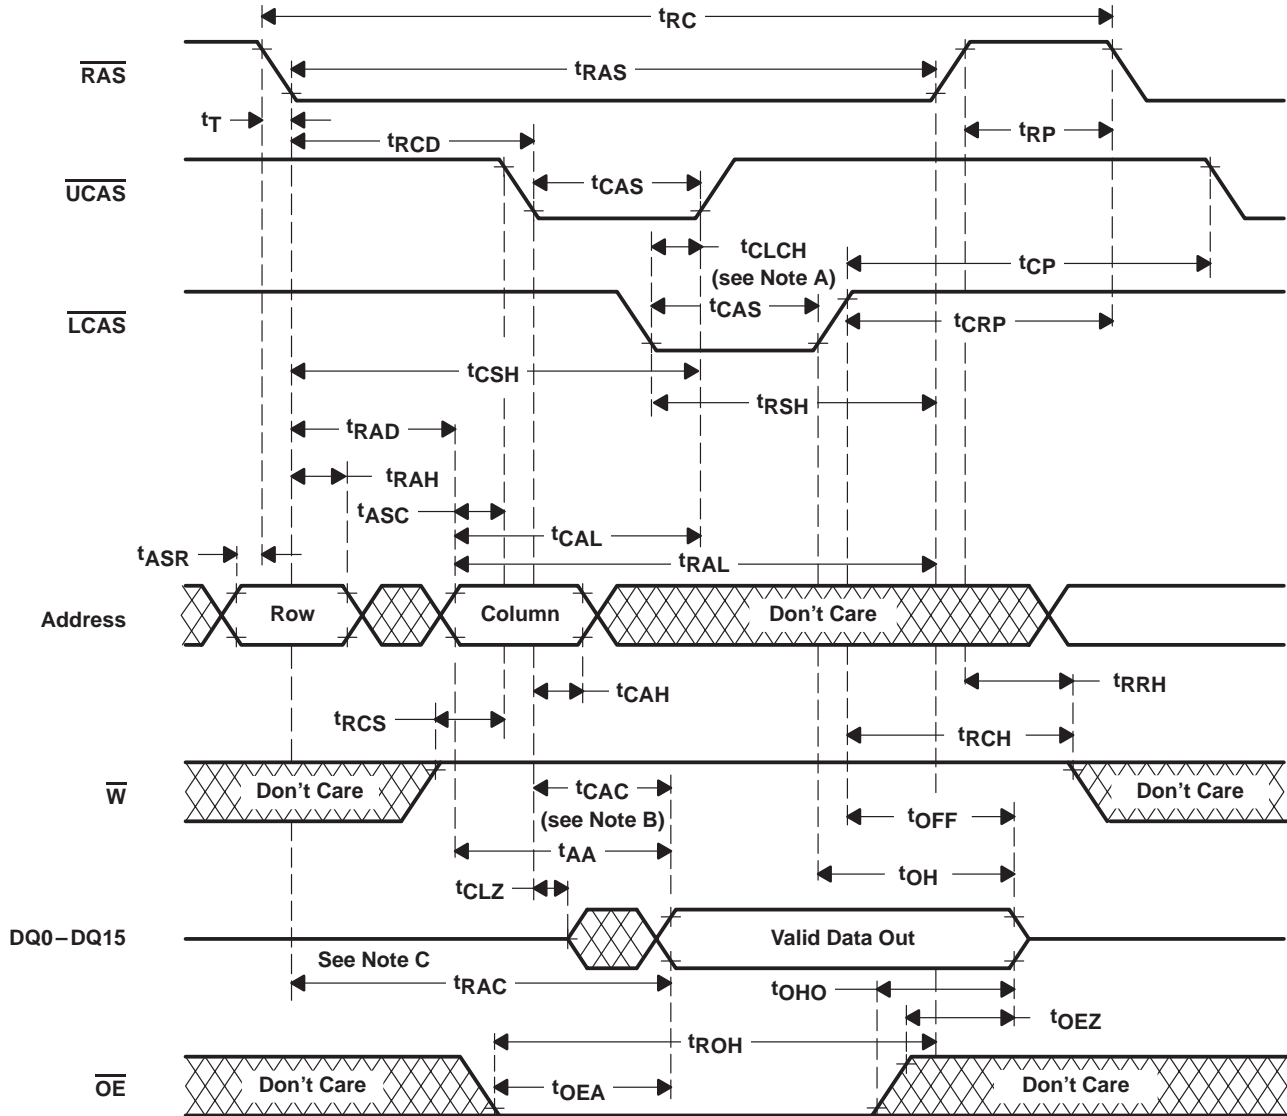 tRC
RAS
tRAS
tT
tRCD
tRP
UCAS
tCAS
tCLCH
(see Note A)
tCP
LCAS
tCAS
tCRP
tCSH
tRSH
tRAD
tRAH
tASC
tCAL
tASR
tRAL
Address
Row
Column
Don't Care
tCAH
tRRH
tRCS
tRCH
W
Don't Care
tCAC
(see Note B)
Don't Care
tOFF
tAA
tCLZ
tOH
DQ0–DQ15
Valid Data Out
See Note C
tRAC
tOHO
tOEZ
tROH
OE
Don't Care
tOEA
Don't Care